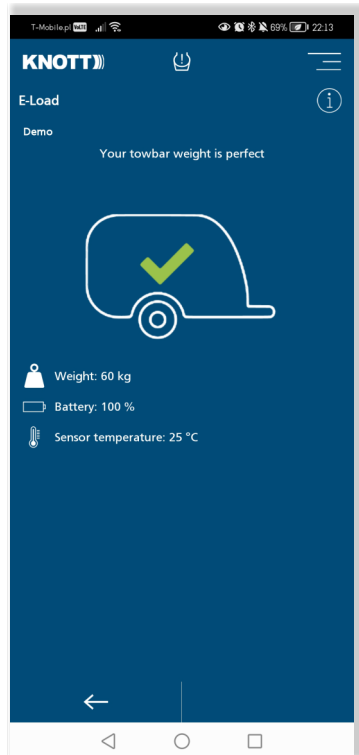 T-Mobile.pl 69% 22:13
KNOTT
E-Load
Demo
Your towbar weight is perfect
Weight: 60 kg
Battery: 100 %
Sensor temperature: 25 °C